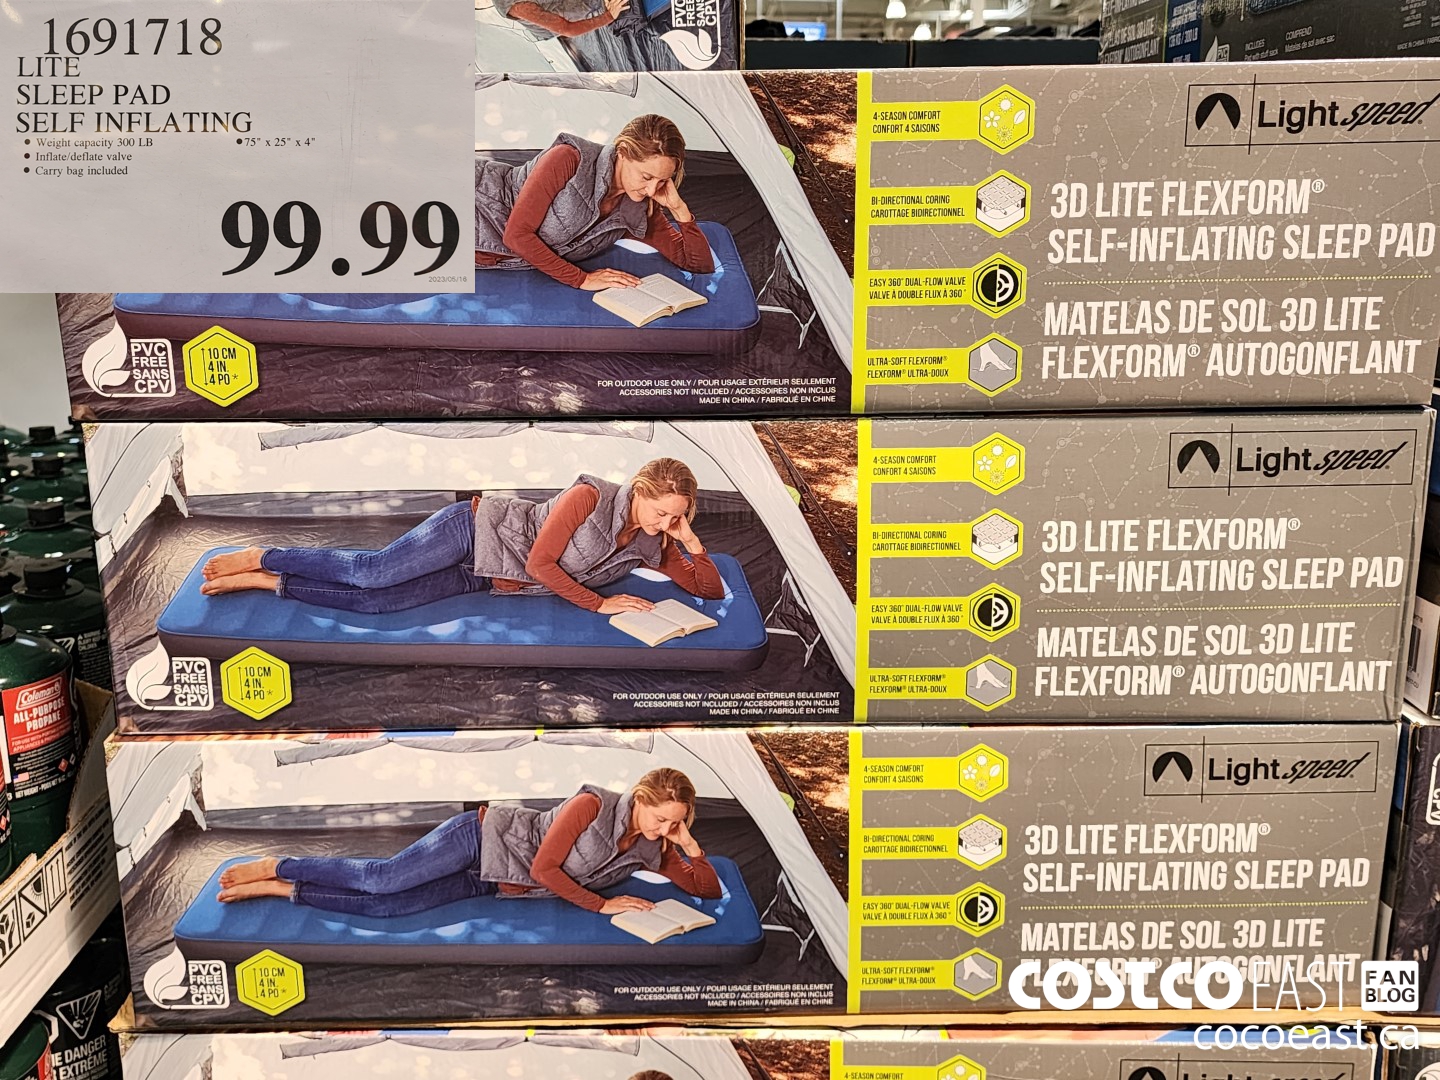 1691718
LITE
SLEEP PAD
SELF INFLATING
• Weight capacity 300 LB
• 75" x 25" x 4"
• Inflate/deflate valve
• Carry bag included
99.99
2023/05/16
PVC
FREE
SANS
CPV
Lightspeed
4-SEASON COMFORT
CONFORT 4 SAISONS
BI-DIRECTIONAL CORING
CAROTTAGE BIDIRECTIONNEL
EASY 360° DUAL-FLOW VALVE
VALVE À DOUBLE FLUX À 360°
ULTRA-SOFT FLEXFORM®
FLEXFORM® ULTRA-DOUX
3D LITE FLEXFORM®
SELF-INFLATING SLEEP PAD
MATELAS DE SOL 3D LITE
FLEXFORM® AUTOGONFLANT
PVC
FREE
SANS
CPV
10 CM
4 IN.
4 PO*
FOR OUTDOOR USE ONLY / POUR USAGE EXTÉRIEUR SEULEMENT
ACCESSORIES NOT INCLUDED / ACCESSOIRES NON INCLUS
MADE IN CHINA / FABRIQUÉ EN CHINE
Lightspeed
4-SEASON COMFORT
CONFORT 4 SAISONS
BI-DIRECTIONAL CORING
CAROTTAGE BIDIRECTIONNEL
EASY 360° DUAL-FLOW VALVE
VALVE À DOUBLE FLUX À 360°
ULTRA-SOFT FLEXFORM®
FLEXFORM® ULTRA-DOUX
3D LITE FLEXFORM®
SELF-INFLATING SLEEP PAD
MATELAS DE SOL 3D LITE
FLEXFORM® AUTOGONFLANT
PVC
FREE
SANS
CPV
10 CM
4 IN.
4 PO*
FOR OUTDOOR USE ONLY / POUR USAGE EXTÉRIEUR SEULEMENT
ACCESSORIES NOT INCLUDED / ACCESSOIRES NON INCLUS
MADE IN CHINA / FABRIQUÉ EN CHINE
Coleman
ALL-PURPOSE
PROPANE
Lightspeed
4-SEASON COMFORT
CONFORT 4 SAISONS
BI-DIRECTIONAL CORING
CAROTTAGE BIDIRECTIONNEL
EASY 360° DUAL-FLOW VALVE
VALVE À DOUBLE FLUX À 360°
ULTRA-SOFT FLEXFORM®
FLEXFORM® ULTRA-DOUX
3D LITE FLEXFORM®
SELF-INFLATING SLEEP PAD
MATELAS DE SOL 3D LITE
FLEXFORM® AUTOGONFLANT
PVC
FREE
SANS
CPV
10 CM
4 IN.
4 PO*
FOR OUTDOOR USE ONLY / POUR USAGE EXTÉRIEUR SEULEMENT
ACCESSORIES NOT INCLUDED / ACCESSOIRES NON INCLUS
MADE IN CHINA / FABRIQUÉ EN CHINE
COSTCO EAST FAN BLOG
cocoeast.ca
DANGER
EXTRÊME
4-SEASON COMFORT
Lightspeed